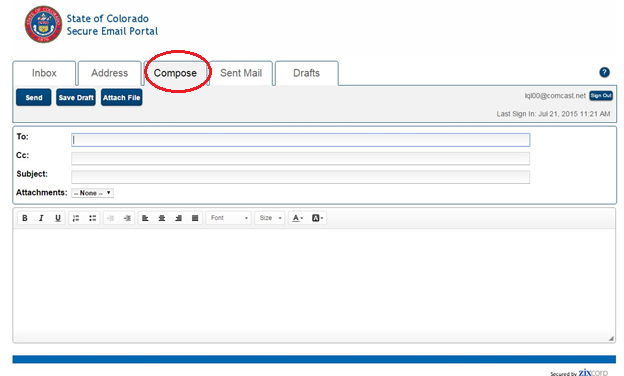 State of Colorado
Secure Email Portal
Inbox Address Compose Sent Mail Drafts ?
Send Save Draft Attach File lql00@comcast.net Sign Out
Last Sign In: Jul 21, 2015 11:21 AM
To:
Cc:
Subject:
Attachments: -- None --
B I U Font Size A A
Secured by zixcorp